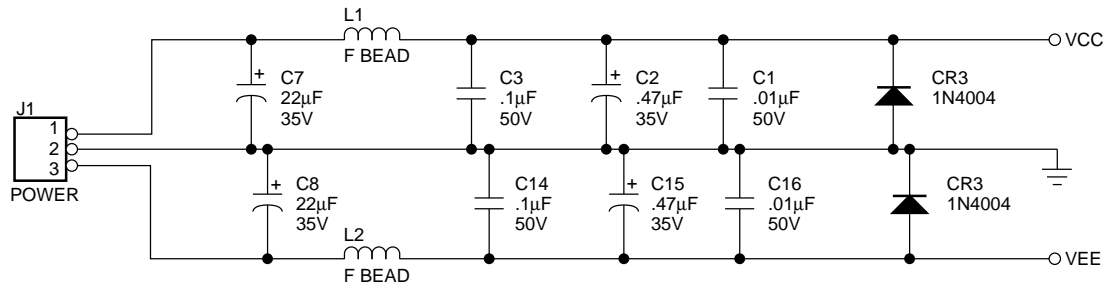 L1
F BEAD
VCC
+ C7
22µF
35V
C3
.1µF
50V
+ C2
.47µF
35V
C1
.01µF
50V
CR3
1N4004
J1
1
2
3
POWER
+ C8
22µF
35V
C14
.1µF
50V
+ C15
.47µF
35V
C16
.01µF
50V
CR3
1N4004
L2
F BEAD
VEE